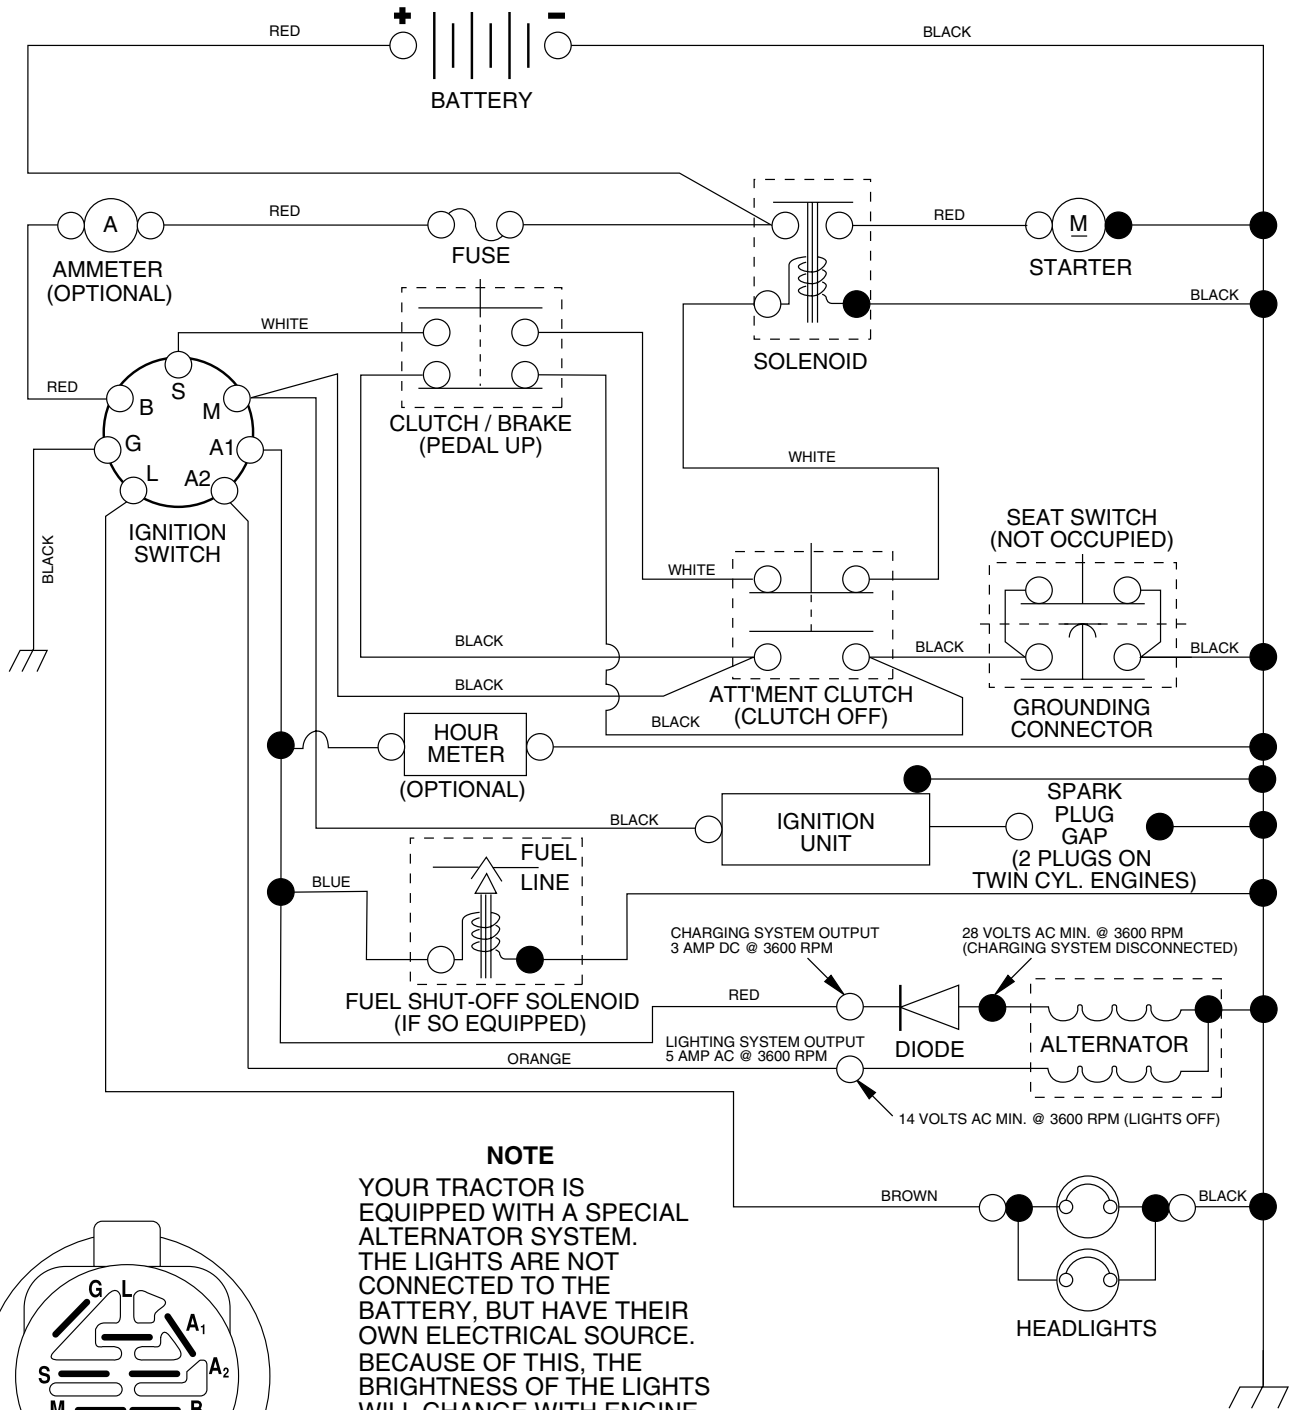 RED
+
-
BLACK
BATTERY
A
RED
FUSE
RED
M
STARTER
AMMETER
(OPTIONAL)
BLACK
WHITE
SOLENOID
RED
S
B
M
G
A1
L
A2
CLUTCH / BRAKE
(PEDAL UP)
WHITE
IGNITION
SWITCH
BLACK
SEAT SWITCH
(NOT OCCUPIED)
WHITE
BLACK
BLACK
BLACK
BLACK
ATT'MENT CLUTCH
(CLUTCH OFF)
BLACK
GROUNDING
CONNECTOR
HOUR
METER
(OPTIONAL)
BLACK
IGNITION
UNIT
SPARK
PLUG
GAP
(2 PLUGS ON
TWIN CYL. ENGINES)
FUEL
LINE
BLUE
CHARGING SYSTEM OUTPUT
3 AMP DC @ 3600 RPM
28 VOLTS AC MIN. @ 3600 RPM
(CHARGING SYSTEM DISCONNECTED)
FUEL SHUT-OFF SOLENOID
(IF SO EQUIPPED)
RED
DIODE
ALTERNATOR
LIGHTING SYSTEM OUTPUT
5 AMP AC @ 3600 RPM
ORANGE
14 VOLTS AC MIN. @ 3600 RPM (LIGHTS OFF)
BROWN
BLACK
HEADLIGHTS
NOTE
YOUR TRACTOR IS
EQUIPPED WITH A SPECIAL
ALTERNATOR SYSTEM.
THE LIGHTS ARE NOT
CONNECTED TO THE
BATTERY, BUT HAVE THEIR
OWN ELECTRICAL SOURCE.
BECAUSE OF THIS, THE
BRIGHTNESS OF THE LIGHTS
WILL CHANGE WITH ENGINE
G
L
A1
A2
S
M
B